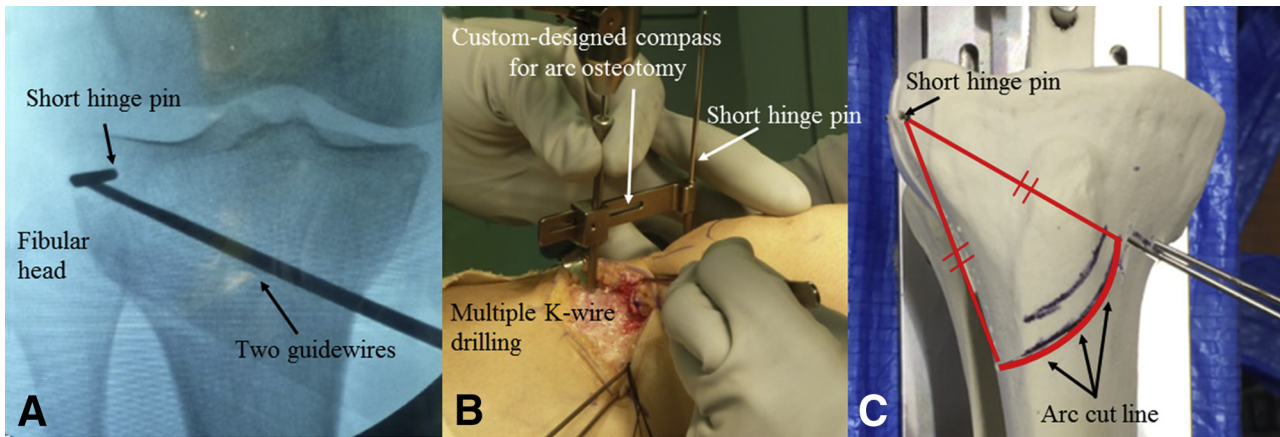 Short hinge pin
Fibular
head
Two guidewires
A
Custom-designed compass
for arc osteotomy
Short hinge pin
Multiple K-wire
drilling
B
Short hinge pin
Arc cut line
C